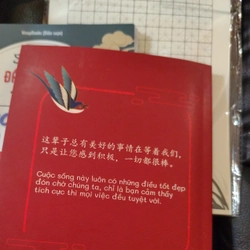 这辈子总有美好的事情在等着我们。
只是让您感到积极，一切都很棒。
Cuộc sống này luôn có những điều tốt đẹp
đón chờ chúng ta, chỉ là bạn cảm thấy
tích cực thì mọi việc đều tuyệt vời.